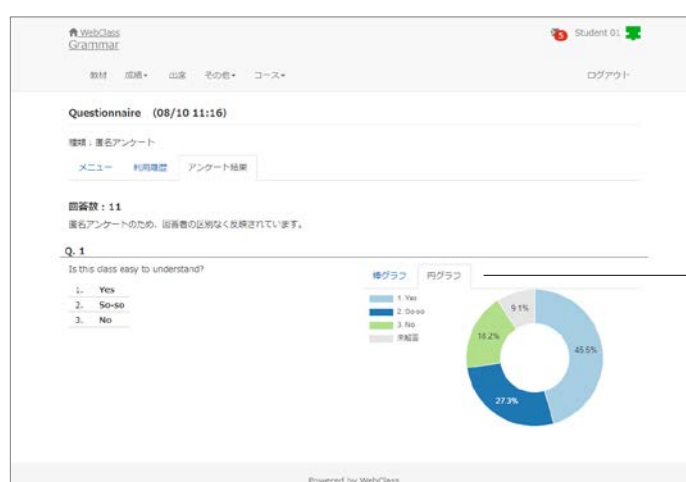 WebClass
Grammar
5
Student 01
教材 成績 出席 その他 コース
ログアウト
Questionnaire (08/10 11:16)
種類：匿名アンケート
メニュー 利用履歴 アンケート結果
回答数：11
匿名アンケートのため、回答者の区別なく反映されています。
Q. 1
Is this class easy to understand?
1. Yes
2. So-so
3. No
棒グラフ 円グラフ
1. Yes
2. So-so
3. No
未解答
9.1%
18.2%
45.5%
27.3%
Powered by WebClass